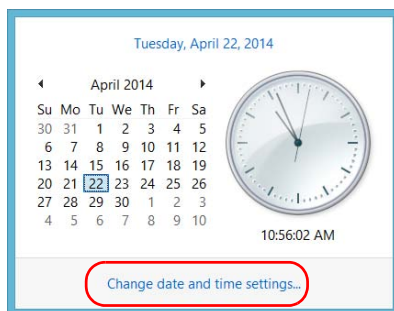 Tuesday, April 22, 2014
April 2014
Su Mo Tu We Th Fr Sa
30 31 1 2 3 4 5
6 7 8 9 10 11 12
13 14 15 16 17 18 19
20 21 22 23 24 25 26
27 28 29 30 1 2 3
4 5 6 7 8 9 10
10:56:02 AM
Change date and time settings...